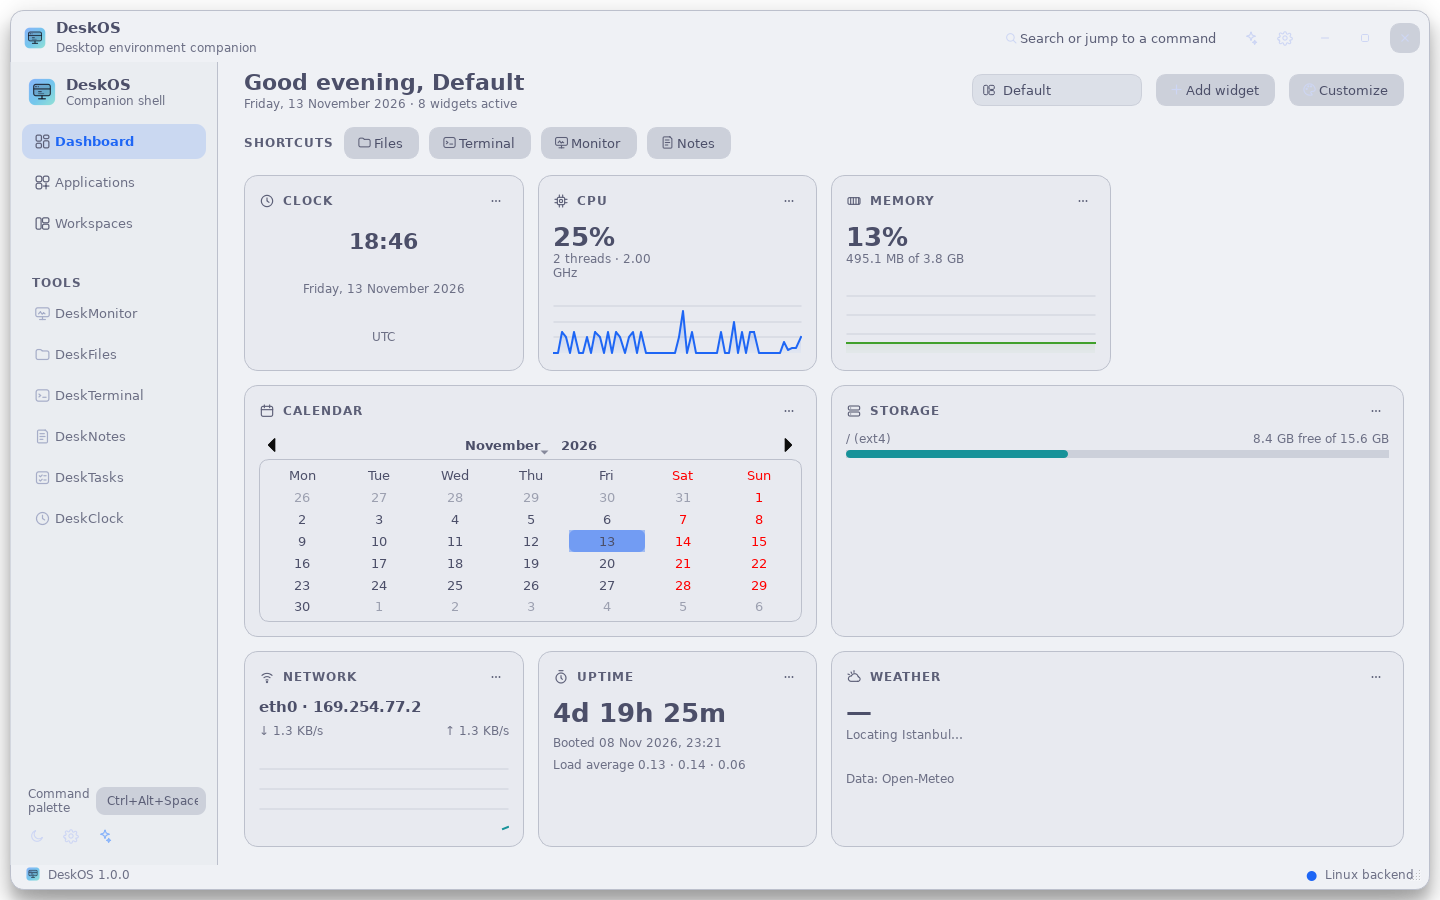 DeskOS
Desktop environment companion
Search or jump to a command
DeskOS
Companion shell
Dashboard
Applications
Workspaces
TOOLS
DeskMonitor
DeskFiles
DeskTerminal
DeskNotes
DeskTasks
DeskClock
Command
palette
Ctrl+Alt+Space
Good evening, Default
Friday, 13 November 2026 · 8 widgets active
Default
Add widget
Customize
SHORTCUTS
Files
Terminal
Monitor
Notes
CLOCK
18:46
Friday, 13 November 2026
UTC
CPU
25%
2 threads · 2.00
GHz
MEMORY
13%
495.1 MB of 3.8 GB
CALENDAR
November 2026
Mon Tue Wed Thu Fri Sat Sun
26 27 28 29 30 31 1
2 3 4 5 6 7 8
9 10 11 12 13 14 15
16 17 18 19 20 21 22
23 24 25 26 27 28 29
30 1 2 3 4 5 6
STORAGE
/ (ext4) 8.4 GB free of 15.6 GB
NETWORK
eth0 · 169.254.77.2
↓ 1.3 KB/s ↑ 1.3 KB/s
UPTIME
4d 19h 25m
Booted 08 Nov 2026, 23:21
Load average 0.13 · 0.14 · 0.06
WEATHER
—
Locating Istanbul...
Data: Open-Meteo
DeskOS 1.0.0
Linux backend